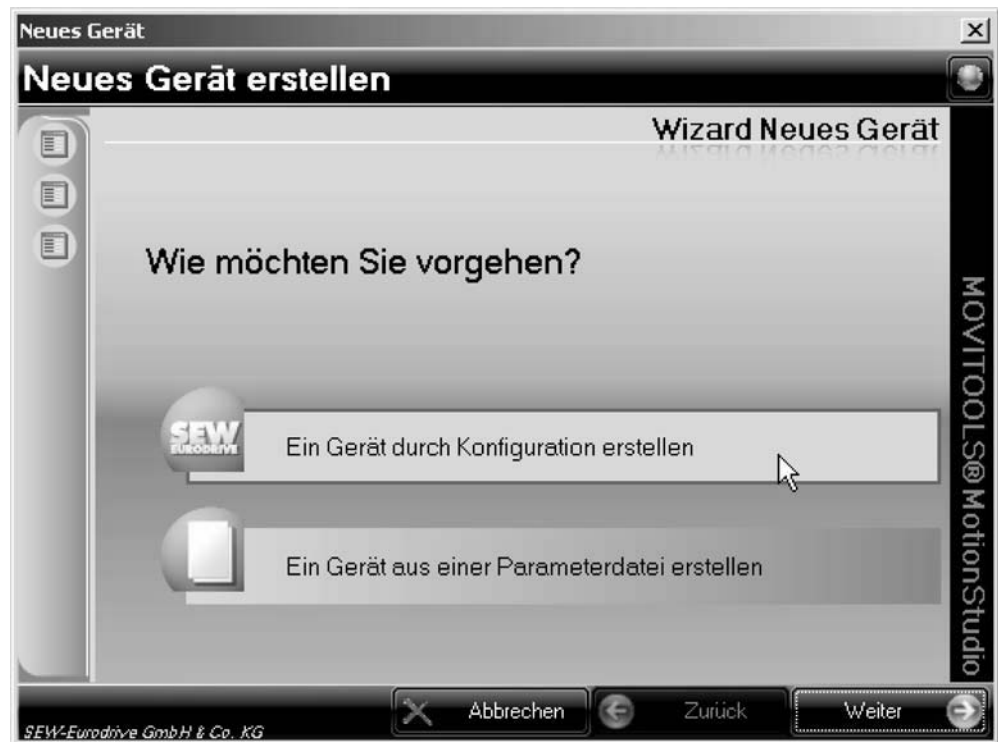 Neues Gerät
Neues Gerät erstellen
Wizard Neues Gerät
Wie möchten Sie vorgehen?
SEW
EURODRIVE
Ein Gerät durch Konfiguration erstellen
Ein Gerät aus einer Parameterdatei erstellen
MOVITOOLS®MotionStudio
Abbrechen
Zurück
Weiter
SEW-Eurodrive GmbH & Co. KG